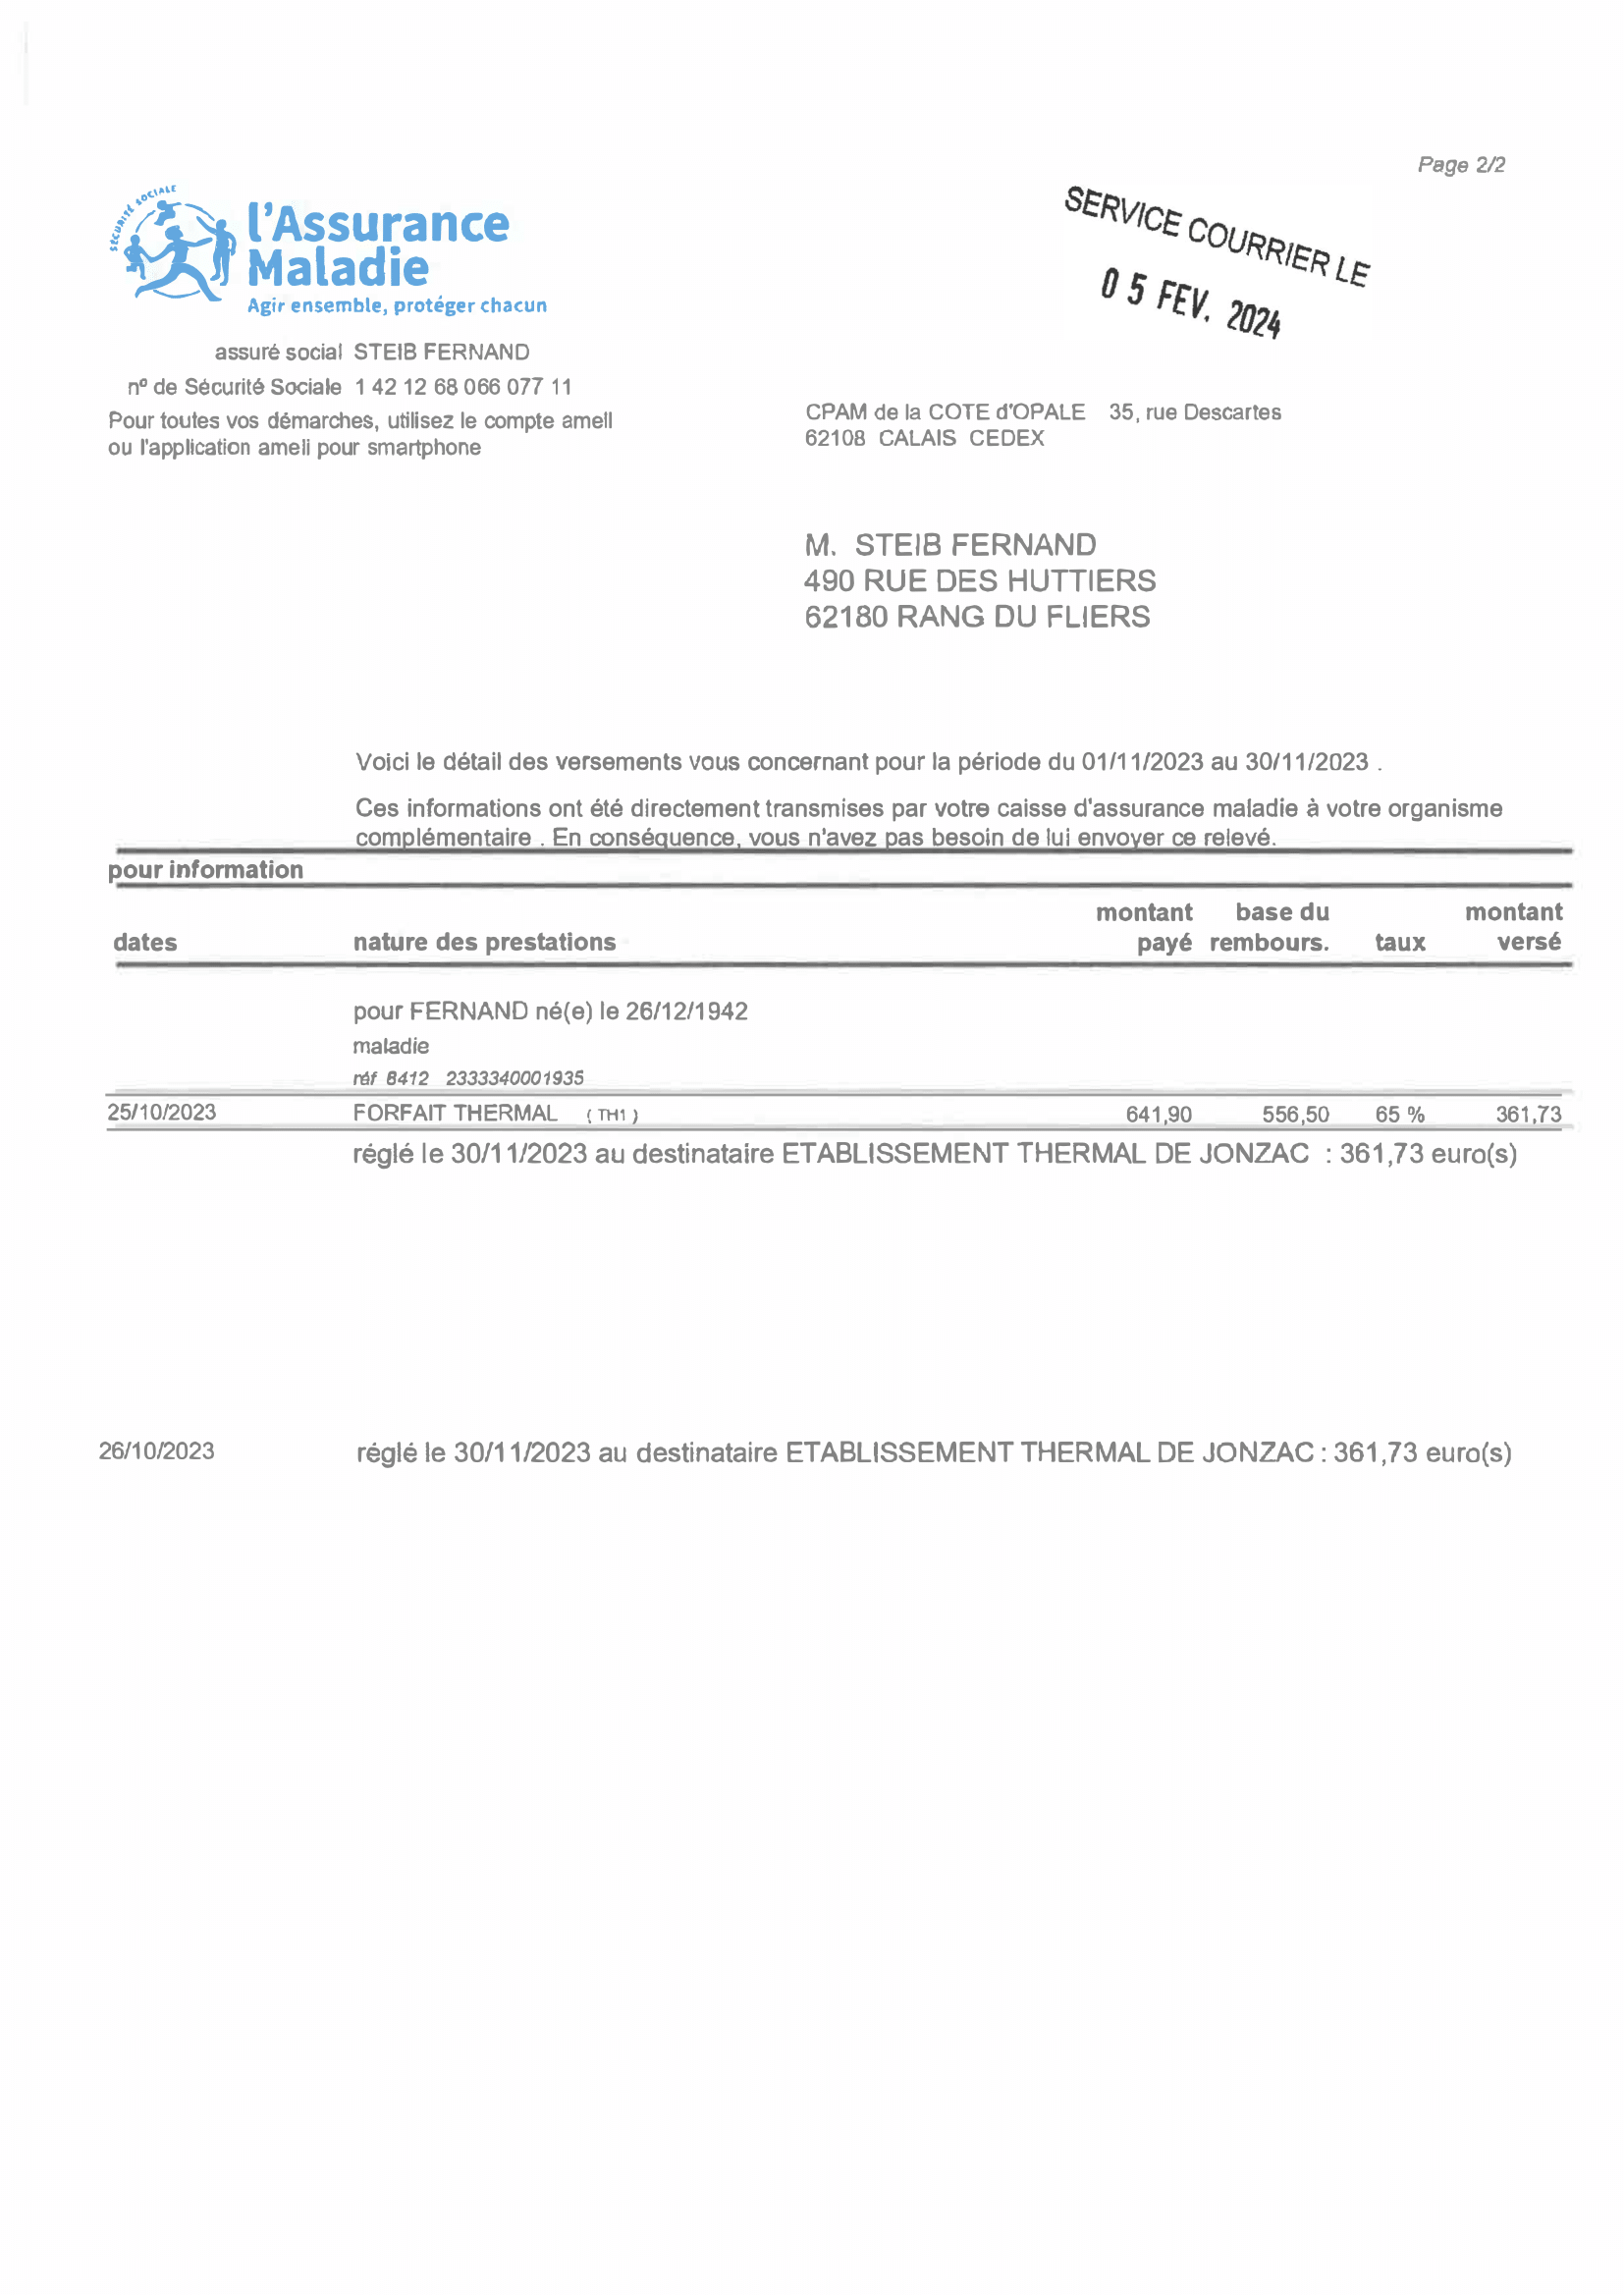 Page 2/2
SÉCURITÉ SOCIALE
l'Assurance
Maladie
Agir ensemble, protéger chacun
SERVICE COURRIER LE
0 5 FEV. 2024
assuré social STEIB FERNAND
nº de Sécurité Sociale 1 42 12 68 066 077 11
Pour toutes vos démarches, utilisez le compte ameli
ou l'application ameli pour smartphone
CPAM de la COTE d'OPALE 35, rue Descartes
62108 CALAIS CEDEX
M. STEIB FERNAND
490 RUE DES HUTTIERS
62180 RANG DU FLIERS
Voici le détail des versements vous concernant pour la période du 01/11/2023 au 30/11/2023 .
Ces informations ont été directement transmises par votre caisse d'assurance maladie à votre organisme
complémentaire . En conséquence, vous n'avez pas besoin de lui envoyer ce relevé.
pour information
montant base du montant
dates nature des prestations payé rembours. taux versé
pour FERNAND né(e) le 26/12/1942
maladie
réf 8412 2333340001935
25/10/2023 FORFAIT THERMAL ( TH1 ) 641,90 556,50 65 % 361,73
réglé le 30/11/2023 au destinataire ETABLISSEMENT THERMAL DE JONZAC : 361,73 euro(s)
26/10/2023 réglé le 30/11/2023 au destinataire ETABLISSEMENT THERMAL DE JONZAC : 361,73 euro(s)